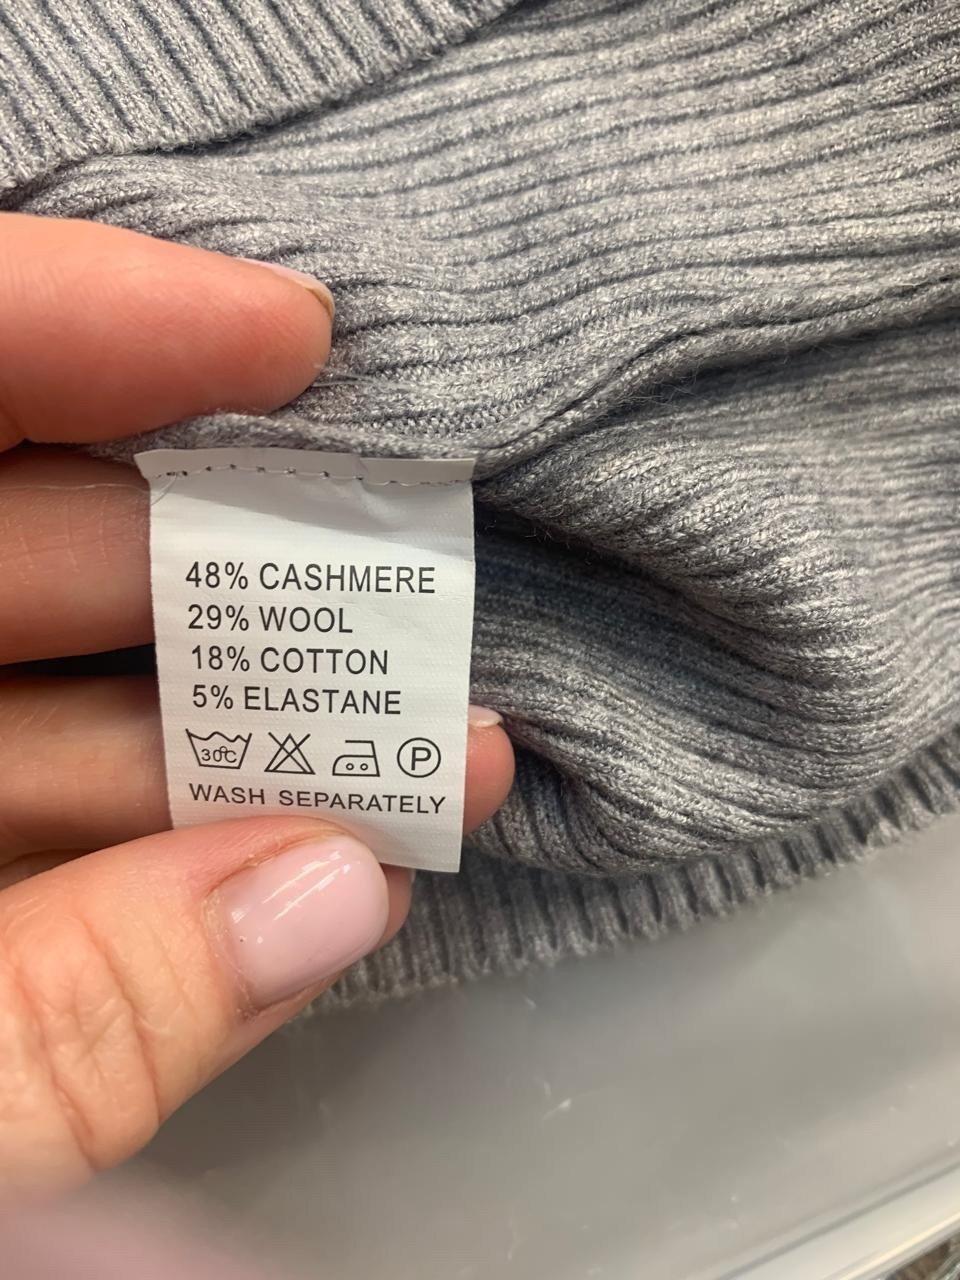 48% CASHMERE
29% WOOL
18% COTTON
5% ELASTANE
30°C P
WASH SEPARATELY